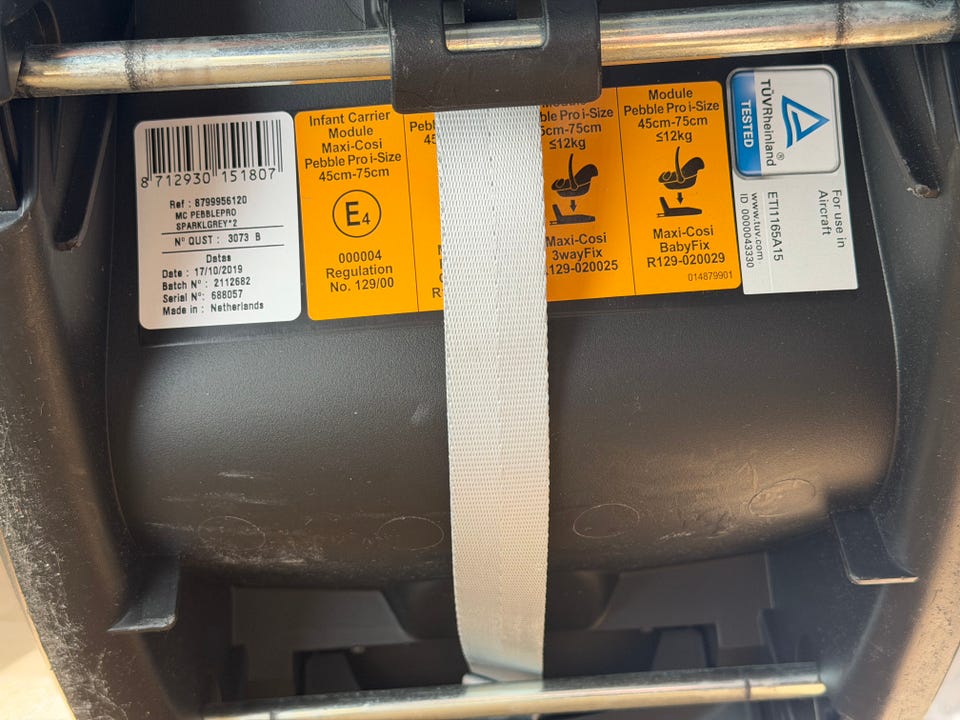 8 712930 151807
Ref : 8799956120
MC PEBBLEPRO
SPARKLGREY*2
N° QUST : 3073 B
Datas
Date : 17/10/2019
Batch N° : 2112682
Serial N°: 688057
Made in : Netherlands
Infant Carrier
Module
Maxi-Cosi
Pebble Pro i-Size
45cm-75cm
E4
000004
Regulation
No. 129/00
Pebble Pro i-Size
45cm-75cm
≤12kg
Maxi-Cosi
3wayFix
R129-020025
Module
Pebble Pro i-Size
45cm-75cm
≤12kg
Maxi-Cosi
BabyFix
R129-020029
014879901
TÜVRheinland®
TESTED
For use in
Aircraft
ETI1165A15
www.tuv.com
ID 0000043330